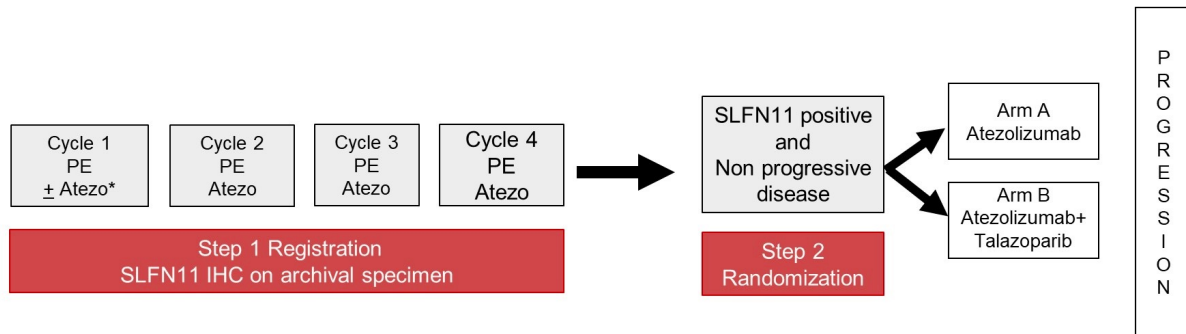 Cycle 1
PE
± Atezo*
Cycle 2
PE
Atezo
Cycle 3
PE
Atezo
Cycle 4
PE
Atezo
Step 1 Registration
SLFN11 IHC on archival specimen
SLFN11 positive
and
Non progressive
disease
Step 2
Randomization
Arm A
Atezolizumab
Arm B
Atezolizumab+
Talazoparib
P
R
O
G
R
E
S
S
I
O
N